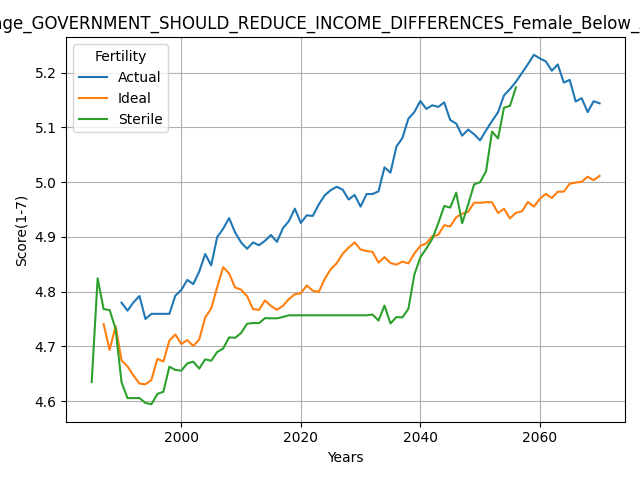 GOVERNMENT_SHOULD_REDUCE_INCOME_DIFFERENCES_Female_Below_
Fertility
Actual
Ideal
Sterile
5.2
5.1
5.0
4.9
4.8
4.7
4.6
Score(1-7)
2000
2020
2040
2060
Years